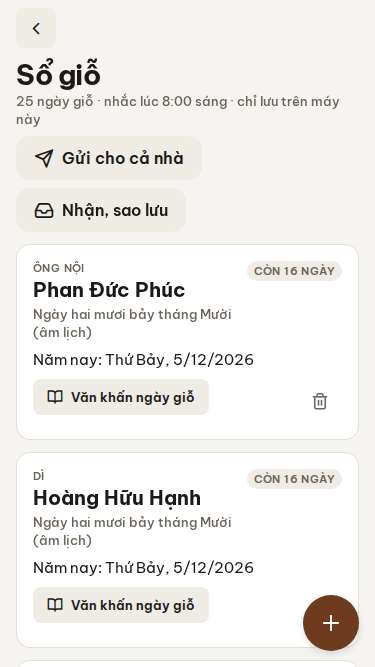 Sổ giỗ
25 ngày giỗ · nhắc lúc 8:00 sáng · chỉ lưu trên máy
này
Gửi cho cả nhà
Nhận, sao lưu
ÔNG NỘI
CÒN 16 NGÀY
Phan Đức Phúc
Ngày hai mươi bảy tháng Mười
(âm lịch)
Năm nay: Thứ Bảy, 5/12/2026
Văn khấn ngày giỗ
DÌ
CÒN 16 NGÀY
Hoàng Hữu Hạnh
Ngày hai mươi bảy tháng Mười
(âm lịch)
Năm nay: Thứ Bảy, 5/12/2026
Văn khấn ngày giỗ